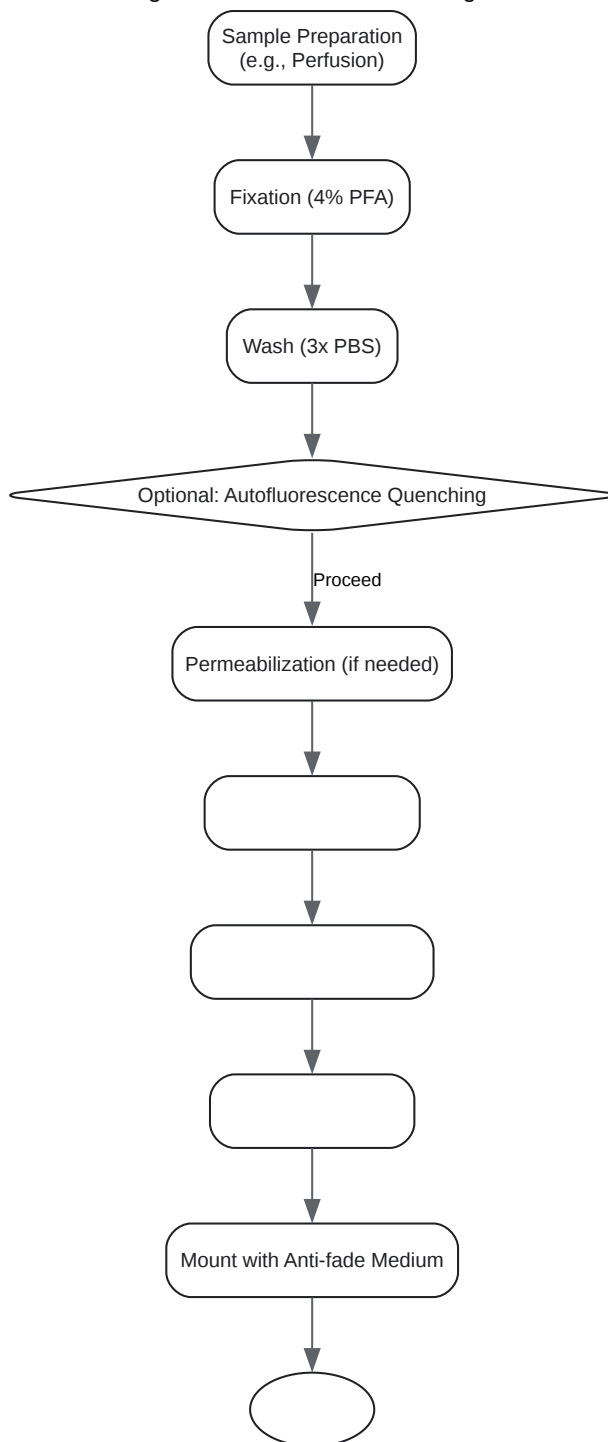 Sample Preparation
(e.g., Perfusion)
Fixation (4% PFA)
Wash (3x PBS)
Optional: Autofluorescence Quenching
Proceed
Permeabilization (if needed)
Mount with Anti-fade Medium